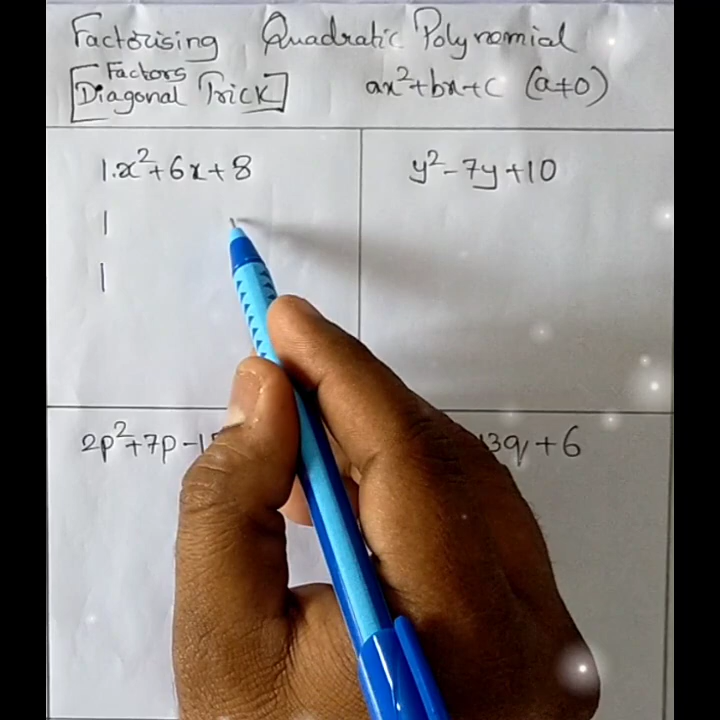 Factorising Quadratic Polynomial
[Factors Diagonal Trick] ax²+bx+c (a≠0)
1.x²+6x+8
1
1
y²-7y+10
2p²+7p-1
3q+6